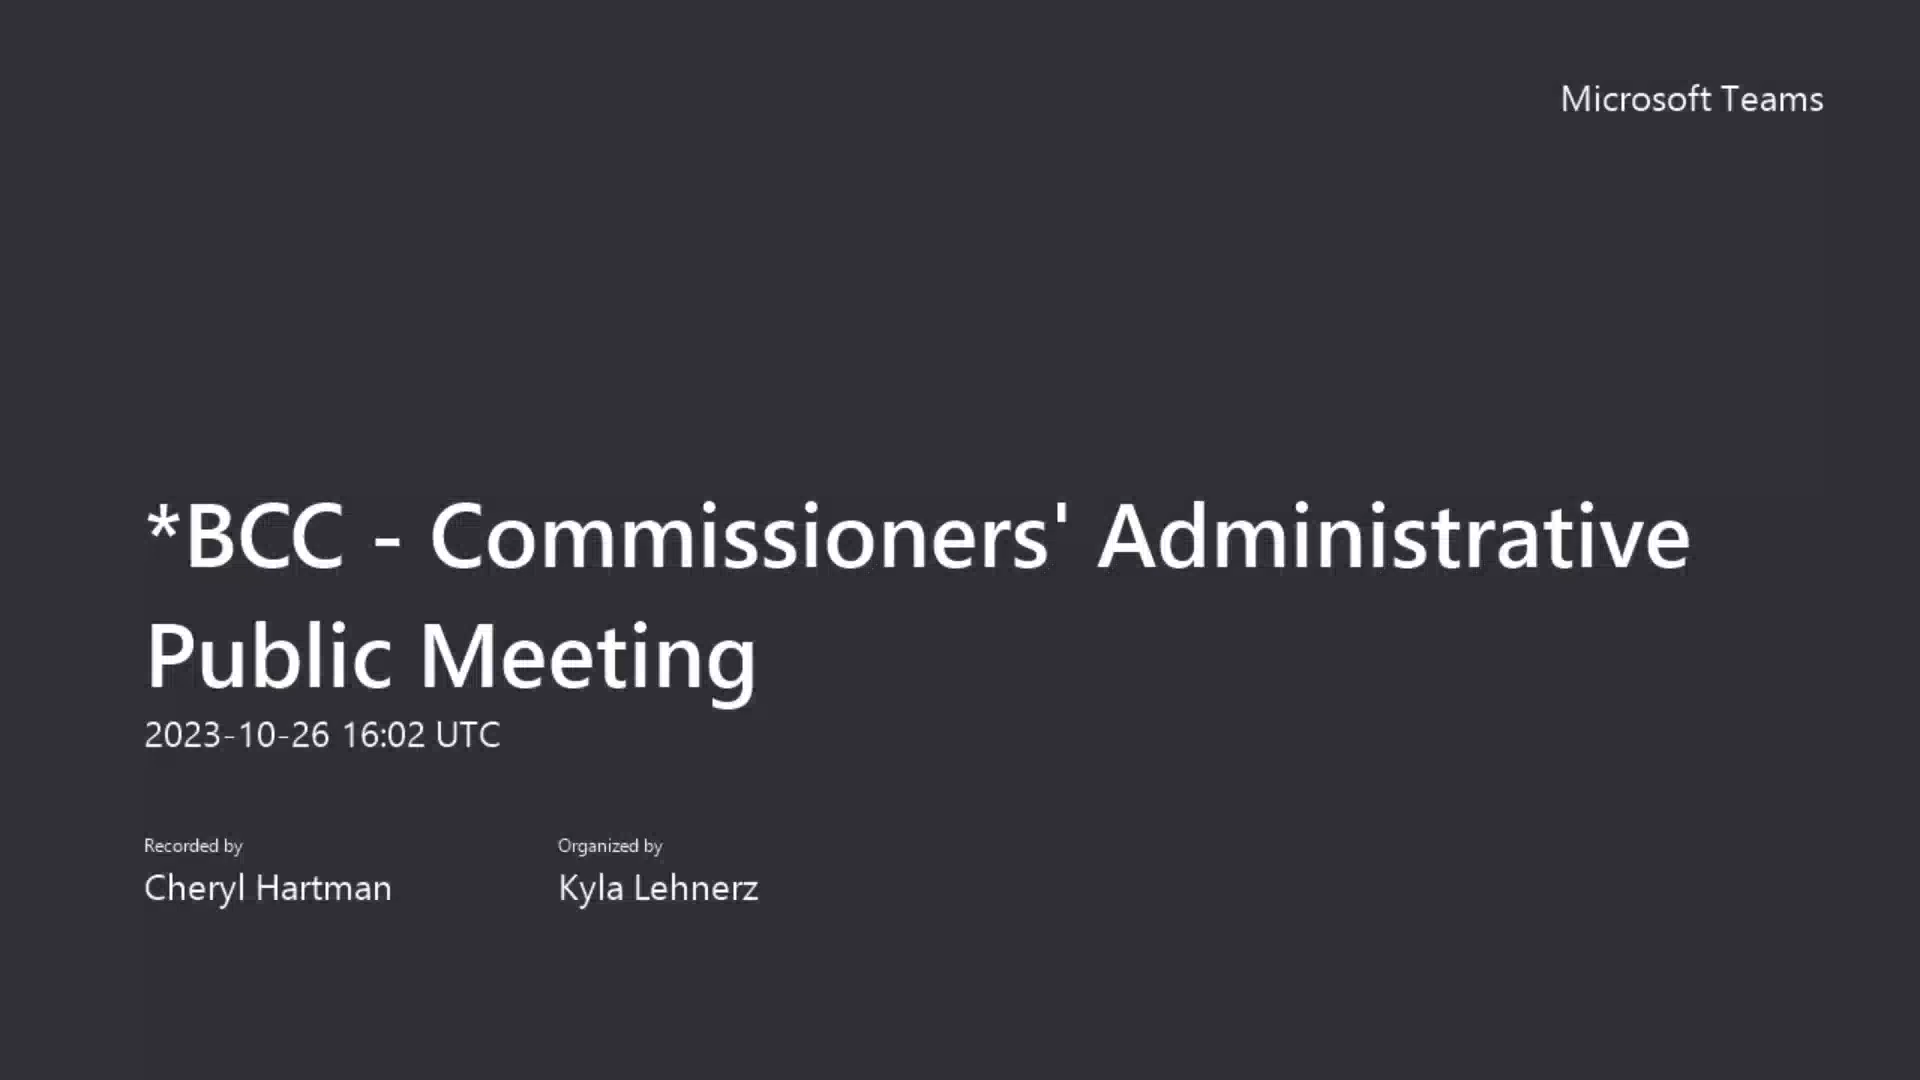 Microsoft Teams
*BCC - Commissioners' Administrative
Public Meeting
2023-10-26 16:02 UTC
Recorded by
Cheryl Hartman
Organized by
Kyla Lehnerz